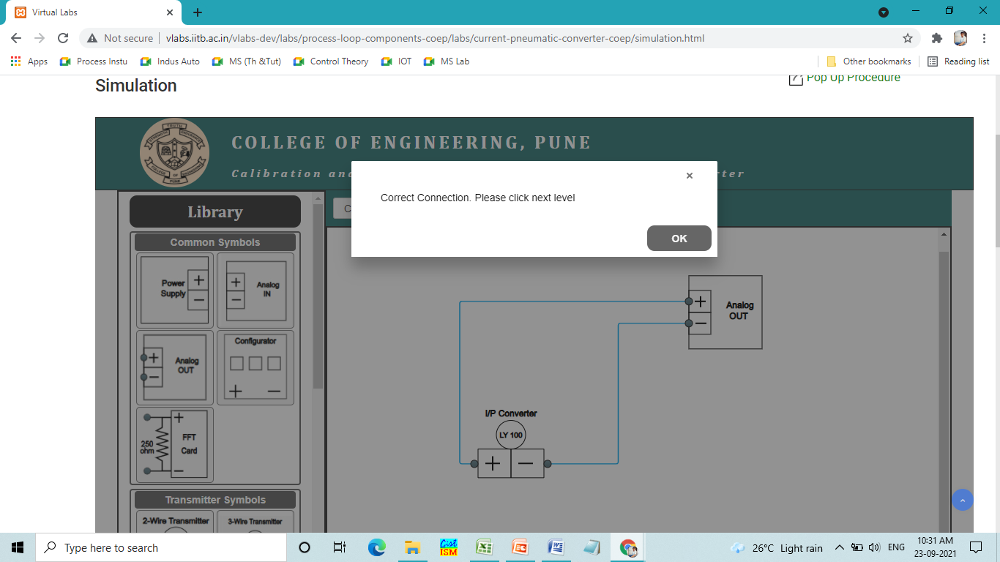 Virtual Labs
Not secure vlabs.iitb.ac.in/vlabs-dev/labs/process-loop-components-coep/labs/current-pneumatic-converter-coep/simulation.html
Apps Process Instu Indus Auto MS (Th &Tut) Control Theory IOT MS Lab Other bookmarks Reading list
Simulation
Pop Up Procedure
COLLEGE OF ENGINEERING, PUNE
Calibration and
ter
Correct Connection. Please click next level
OK
Library
C
Common Symbols
Power Supply
+
−
+
−
Analog IN
+
−
Analog OUT
Configurator
+ −
250 ohm
+
−
FFT Card
Transmitter Symbols
2-Wire Transmitter 3-Wire Transmitter
+
−
Analog OUT
I/P Converter
LY 100
+ −
Type here to search
Gist
ISM
26°C Light rain
ENG
10:31 AM
23-09-2021